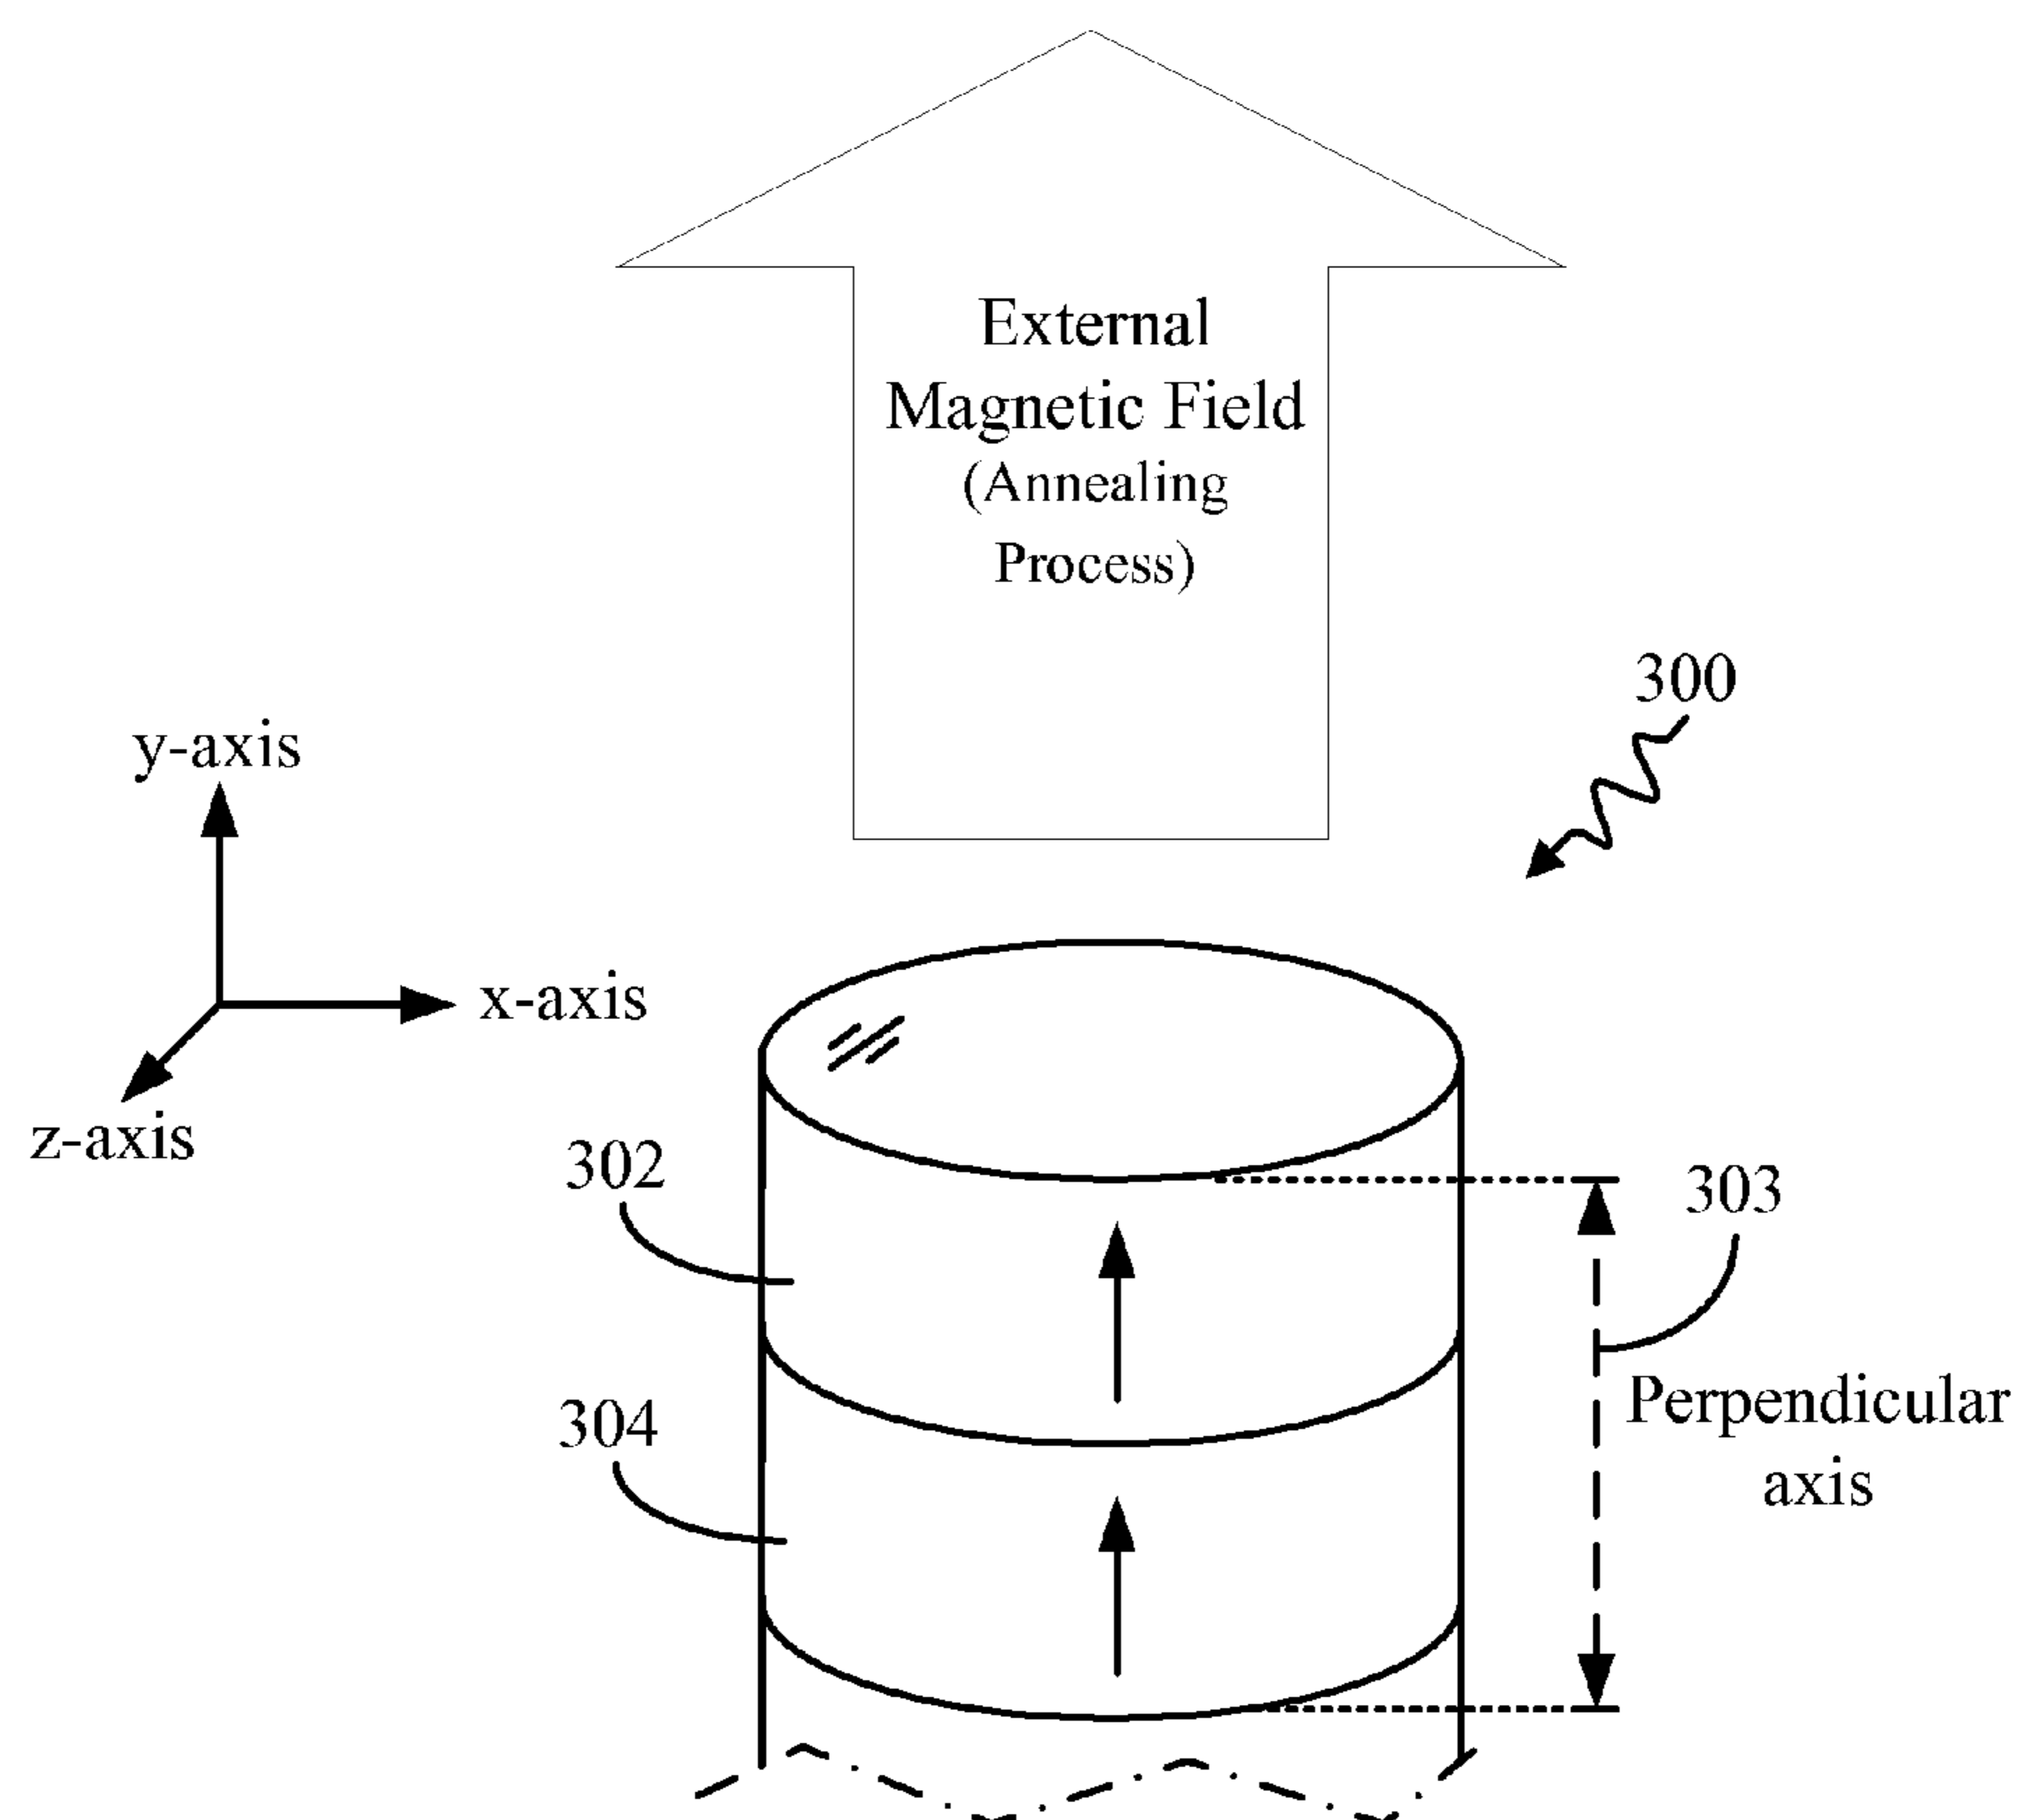 External
Magnetic Field
(Annealing
Process)
300
y-axis
x-axis
z-axis
302
303
304
Perpendicular
axis